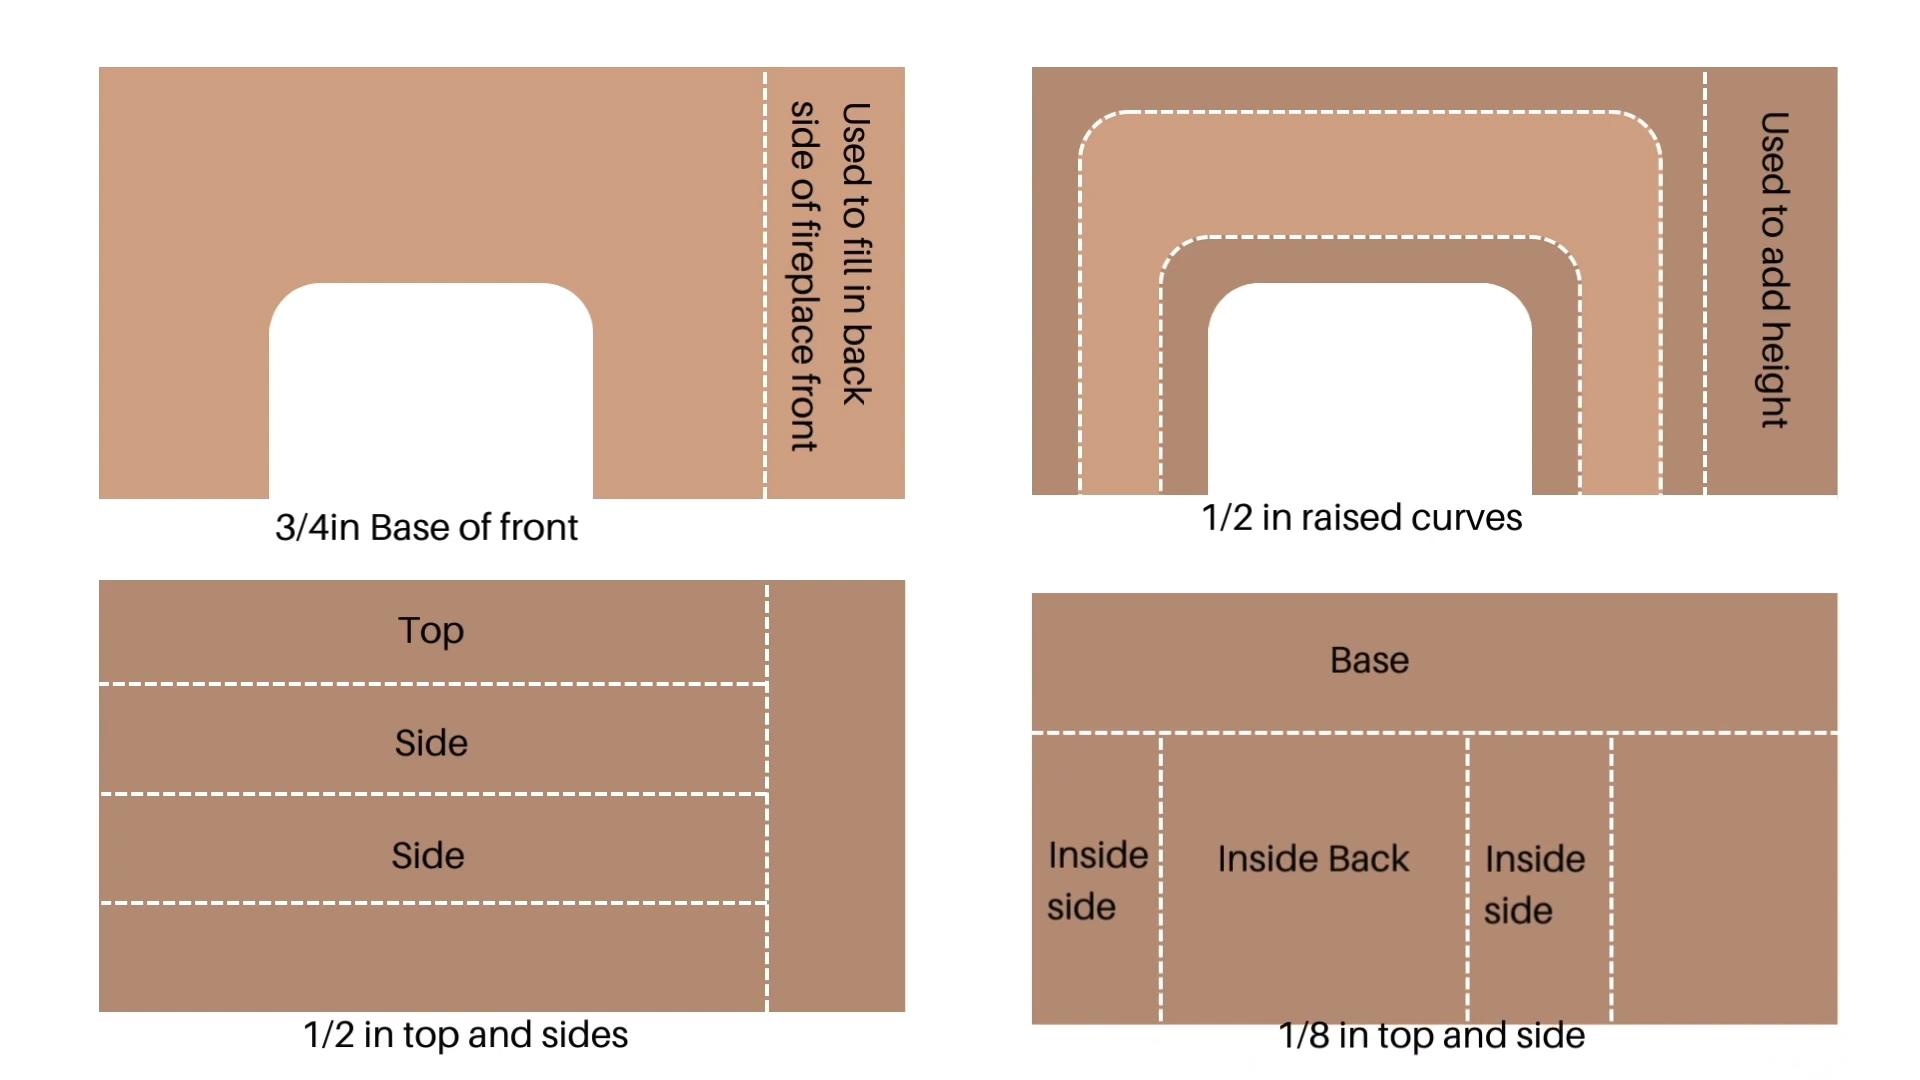 Used to fill in back
side of fireplace front
3/4in Base of front
Used to add height
1/2 in raised curves
Top
Side
Side
1/2 in top and sides
Base
Inside
side
Inside Back
Inside
side
1/8 in top and side